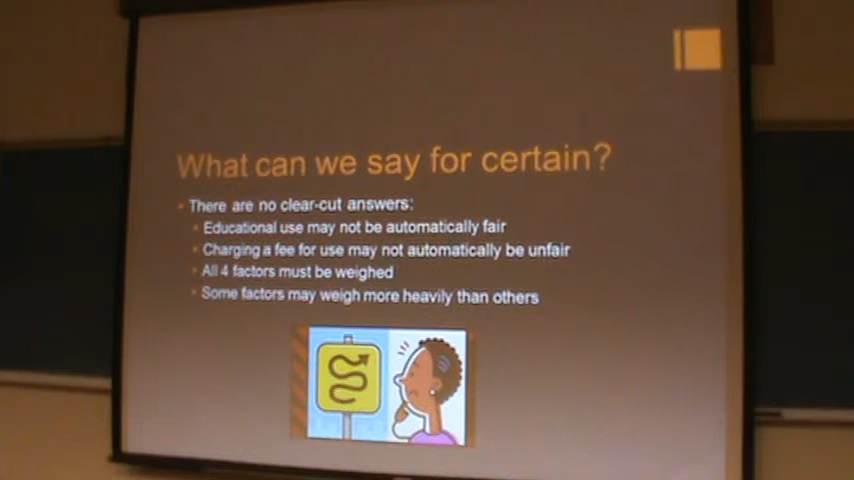 What can we say for certain?
There are no clear-cut answers:
Educational use may not be automatically fair
Charging a fee for use may not automatically be unfair
All 4 factors must be weighed
Some factors may weigh more heavily than others